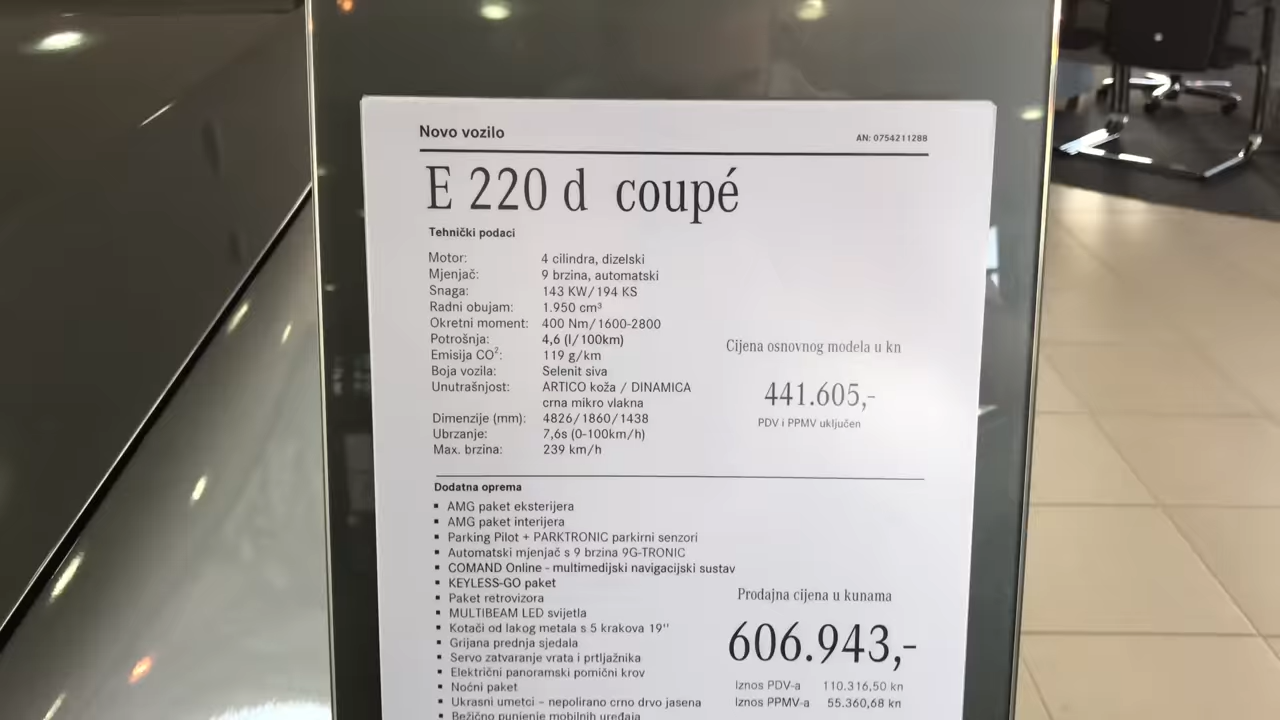 Novo vozilo
AN: 0754211288
E 220 d coupé
Tehnički podaci
Motor: 4 cilindra, dizelski
Mjenjač: 9 brzina, automatski
Snaga: 143 KW/194 KS
Radni obujam: 1.950 cm³
Okretni moment: 400 Nm/1600-2800
Potrošnja: 4,6 (l/100km)
Emisija CO²: 119 g/km
Boja vozila: Selenit siva
Unutrašnjost: ARTICO koža / DINAMICA
crna mikro vlakna
Dimenzije (mm): 4826/1860/1438
Ubrzanje: 7,6s (0-100km/h)
Max. brzina: 239 km/h
Cijena osnovnog modela u kn
441.605,-
PDV i PPMV uključen
Dodatna oprema
▪ AMG paket eksterijera
▪ AMG paket interijera
▪ Parking Pilot + PARKTRONIC parkirni senzori
▪ Automatski mjenjač s 9 brzina 9G-TRONIC
▪ COMAND Online - multimedijski navigacijski sustav
▪ KEYLESS-GO paket
▪ Paket retrovizora
▪ MULTIBEAM LED svijetla
▪ Kotači od lakog metala s 5 krakova 19''
▪ Grijana prednja sjedala
▪ Servo zatvaranje vrata i prtljažnika
▪ Električni panoramski pomični krov
▪ Noćni paket
▪ Ukrasni umetci - nepolirano crno drvo jasena
▪ Bežično punjenje mobilnih uređaja
Prodajna cijena u kunama
606.943,-
Iznos PDV-a 110.316,50 kn
Iznos PPMV-a 55.360,68 kn